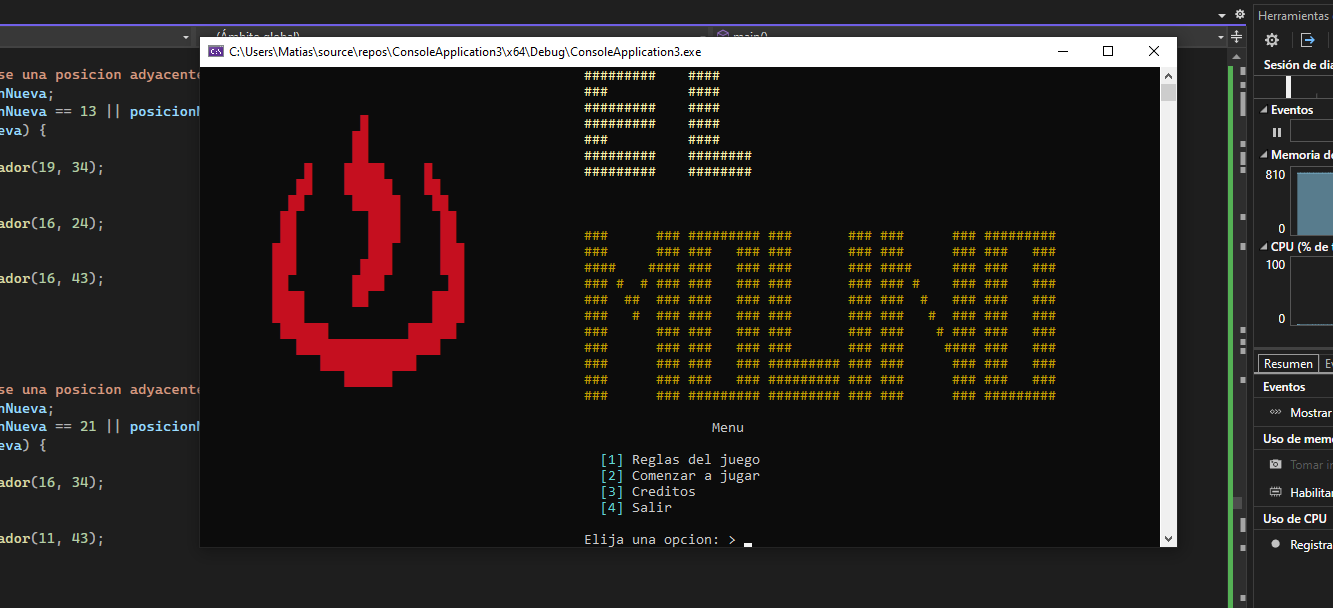 (Ámbito global)
main()
Herramientas
C:\Users\Matias\source\repos\ConsoleApplication3\x64\Debug\ConsoleApplication3.exe
Sesión de
se una posicion adyacente
nNueva;
nNueva == 13 || posicionN
eva) {
ador(19, 34);
ador(16, 24);
ador(16, 43);
se una posicion adyacente
nNueva;
nNueva == 21 || posicion
eva) {
ador(16, 34);
ador(11, 43);
EL
MOLINO
Menu
[1] Reglas del juego
[2] Comenzar a jugar
[3] Creditos
[4] Salir
Elija una opcion: >
Eventos
Memoria de
810
0
CPU (% de
100
0
Resumen
Eventos
Mostrar
Uso de mem
Tomar in
Habilitar
Uso de CPU
Registra